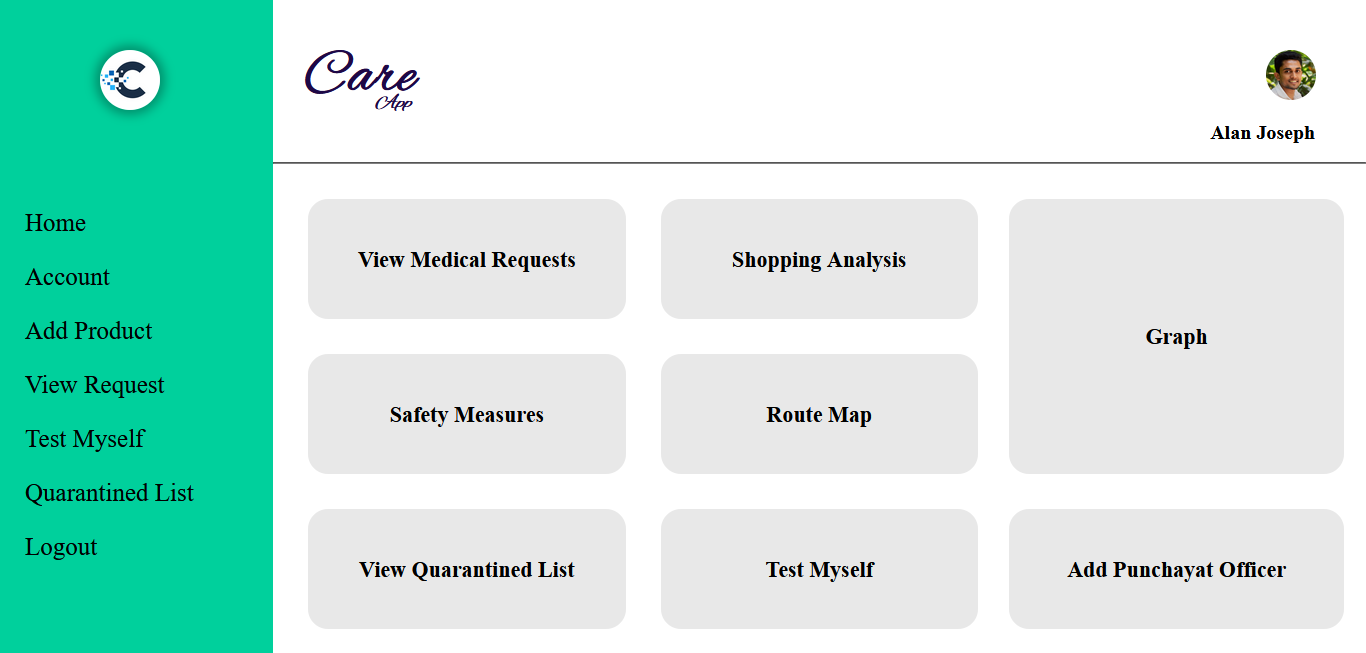 Care
App
Alan Joseph
Home
Account
Add Product
View Request
Test Myself
Quarantined List
Logout
View Medical Requests
Shopping Analysis
Graph
Safety Measures
Route Map
View Quarantined List
Test Myself
Add Punchayat Officer